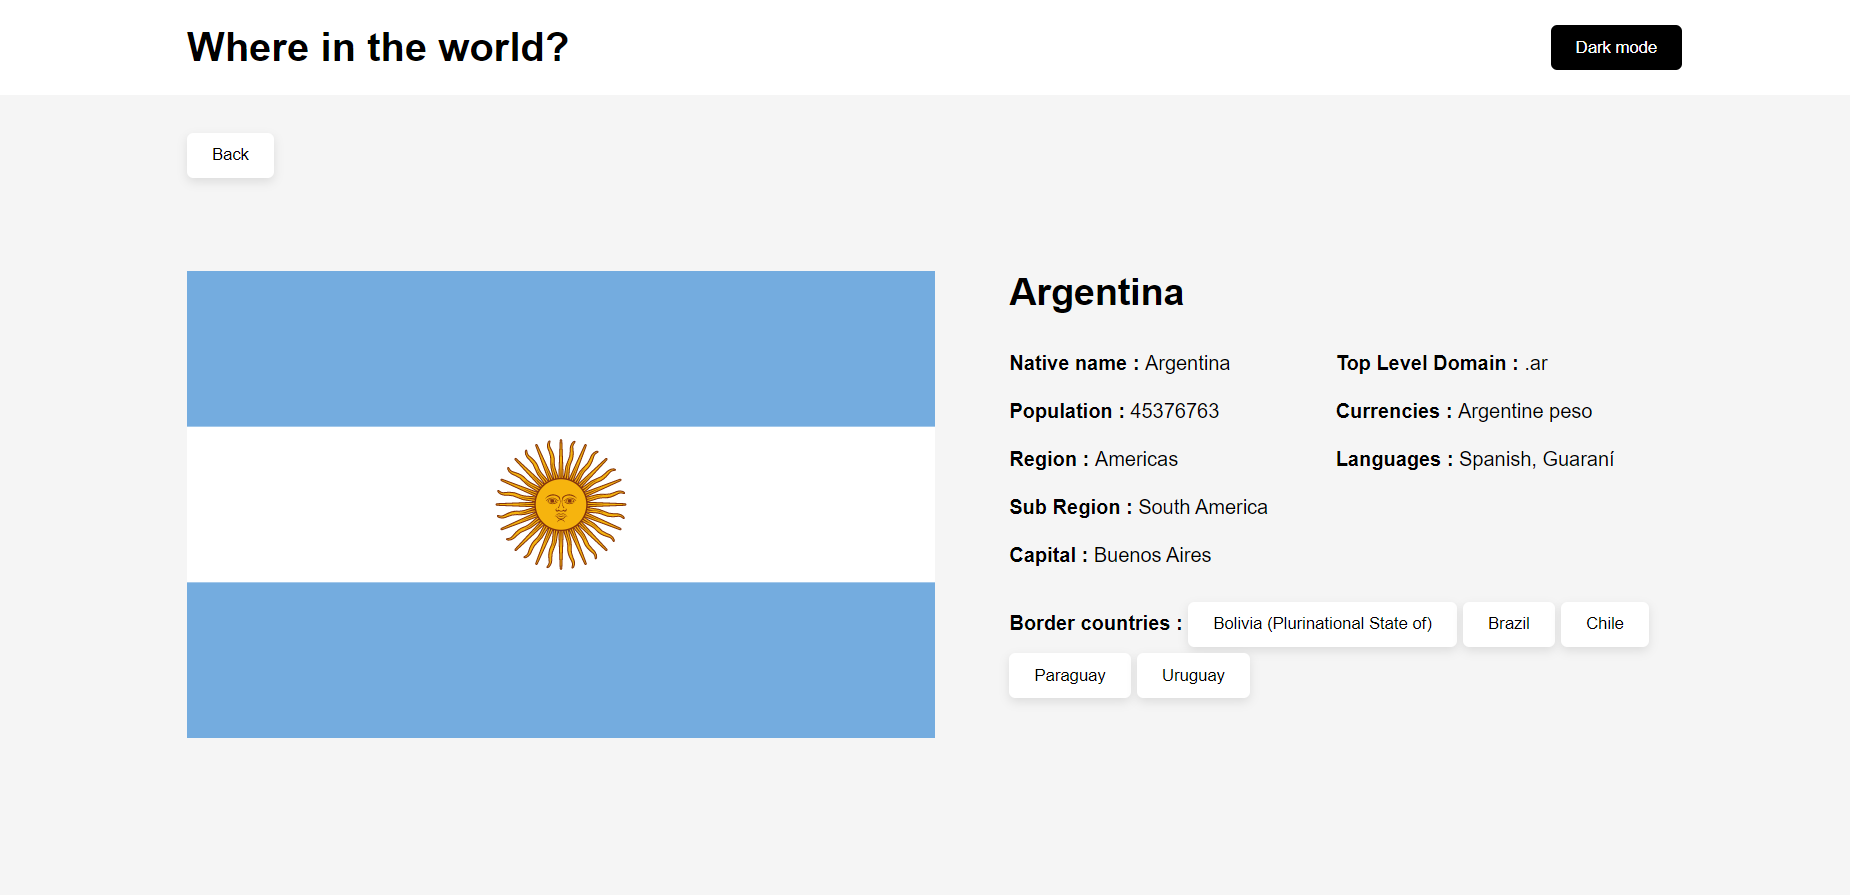 Where in the world?
Dark mode
Back
Argentina
Native name : Argentina
Population : 45376763
Region : Americas
Sub Region : South America
Capital : Buenos Aires
Top Level Domain : .ar
Currencies : Argentine peso
Languages : Spanish, Guaraní
Border countries : Bolivia (Plurinational State of) Brazil Chile
Paraguay Uruguay